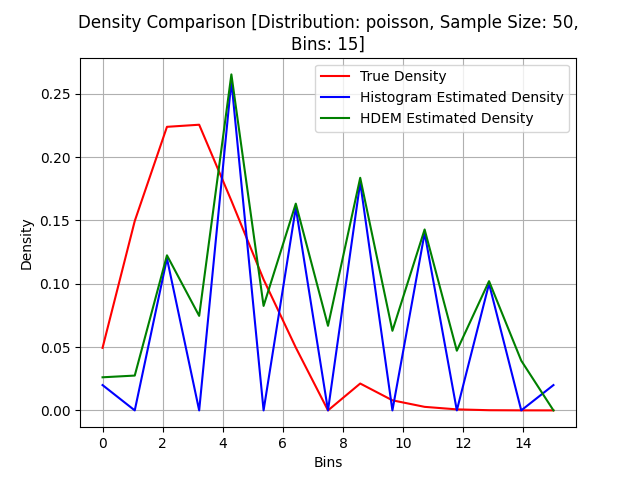 Density Comparison [Distribution: poisson, Sample Size: 50,
Bins: 15]
True Density
Histogram Estimated Density
HDEM Estimated Density
Density
0.25
0.20
0.15
0.10
0.05
0.00
0 2 4 6 8 10 12 14
Bins